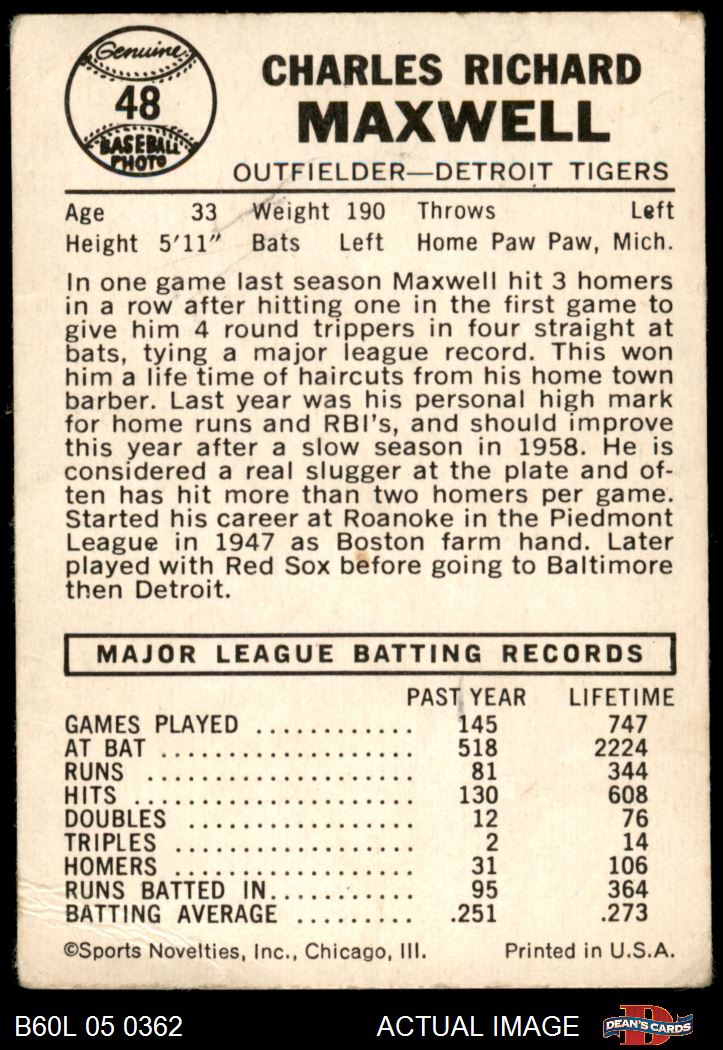 Genuine
48
BASEBALL
PHOTO
CHARLES RICHARD
MAXWELL
OUTFIELDER—DETROIT TIGERS
Age 33 Weight 190 Throws Left
Height 5'11" Bats Left Home Paw Paw, Mich.
In one game last season Maxwell hit 3 homers
in a row after hitting one in the first game to
give him 4 round trippers in four straight at
bats, tying a major league record. This won
him a life time of haircuts from his home town
barber. Last year was his personal high mark
for home runs and RBI's, and should improve
this year after a slow season in 1958. He is
considered a real slugger at the plate and of-
ten has hit more than two homers per game.
Started his career at Roanoke in the Piedmont
League in 1947 as Boston farm hand. Later
played with Red Sox before going to Baltimore
then Detroit.
MAJOR LEAGUE BATTING RECORDS
PAST YEAR LIFETIME
GAMES PLAYED ............ 145 747
AT BAT .................... 518 2224
RUNS ..................... 81 344
HITS ...................... 130 608
DOUBLES .................. 12 76
TRIPLES ................... 2 14
HOMERS .................. 31 106
RUNS BATTED IN........... 95 364
BATTING AVERAGE ......... .251 .273
©Sports Novelties, Inc., Chicago, Ill. Printed in U.S.A.
B60L 05 0362 ACTUAL IMAGE D DEAN'S CARDS